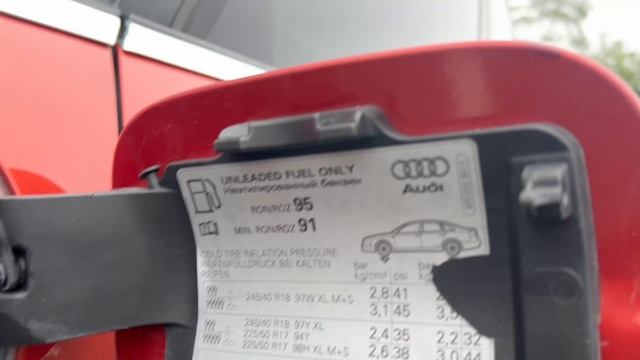 UNLEADED FUEL ONLY
Неэтилированный бензин
Audi
RON/ROZ 95
MIN. RON/ROZ 91
COLD TIRE INFLATION PRESSURE
REIFENFÜLLDRUCK BEI KALTEN
REIFEN
bar
kg/cm² psi
bar
245/40 R18 97W XL M+S 2,8 41
3,1 45
245/40 R18 97Y XL
225/50 R17 94Y 2,4 35 2,2 32
225/50 R17 98H XL M+S 2,6 38 3,0 44